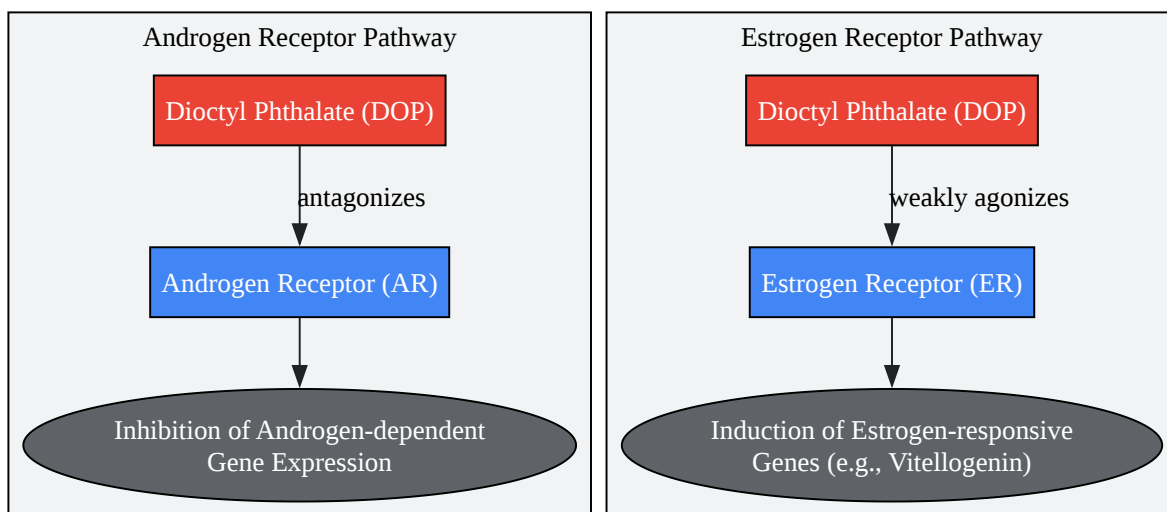 Androgen Receptor Pathway
Dioctyl Phthalate (DOP)
antagonizes
Androgen Receptor (AR)
Inhibition of Androgen-dependent
Gene Expression
Estrogen Receptor Pathway
Dioctyl Phthalate (DOP)
weakly agonizes
Estrogen Receptor (ER)
Induction of Estrogen-responsive
Genes (e.g., Vitellogenin)